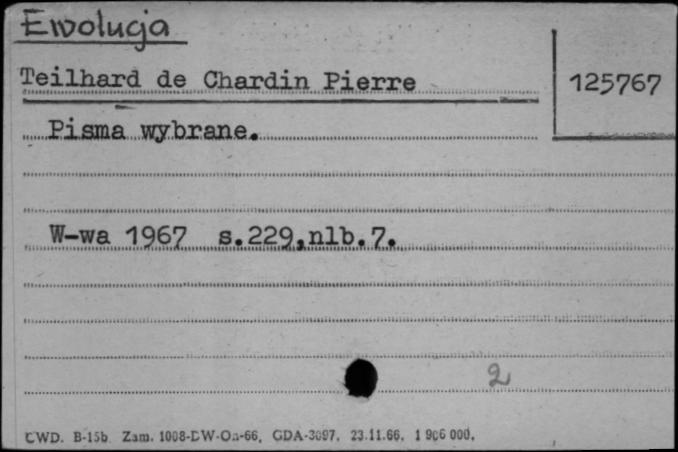 Ewolucja
Teilhard de Chardin Pierre
125767
Pisma wybrane.
W-wa 1967 s.229,nlb.7.
2
CWD. B-15b. Zam. 1008-DW-On-66, GDA-3097, 23.11.66. 1 906 000.